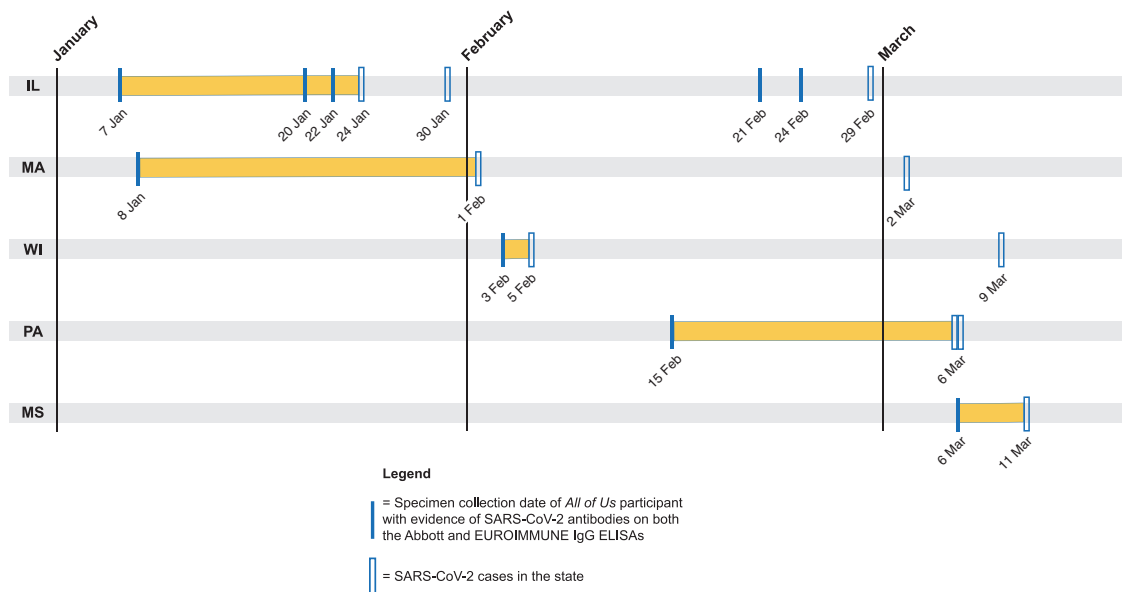 January
February
March
IL
7 Jan
20 Jan
22 Jan
24 Jan
30 Jan
21 Feb
24 Feb
29 Feb
MA
8 Jan
1 Feb
2 Mar
WI
3 Feb
5 Feb
9 Mar
PA
15 Feb
6 Mar
MS
6 Mar
11 Mar
Legend
= Specimen collection date of All of Us participant
with evidence of SARS-CoV-2 antibodies on both
the Abbott and EUROIMMUNE IgG ELISAs
= SARS-CoV-2 cases in the state